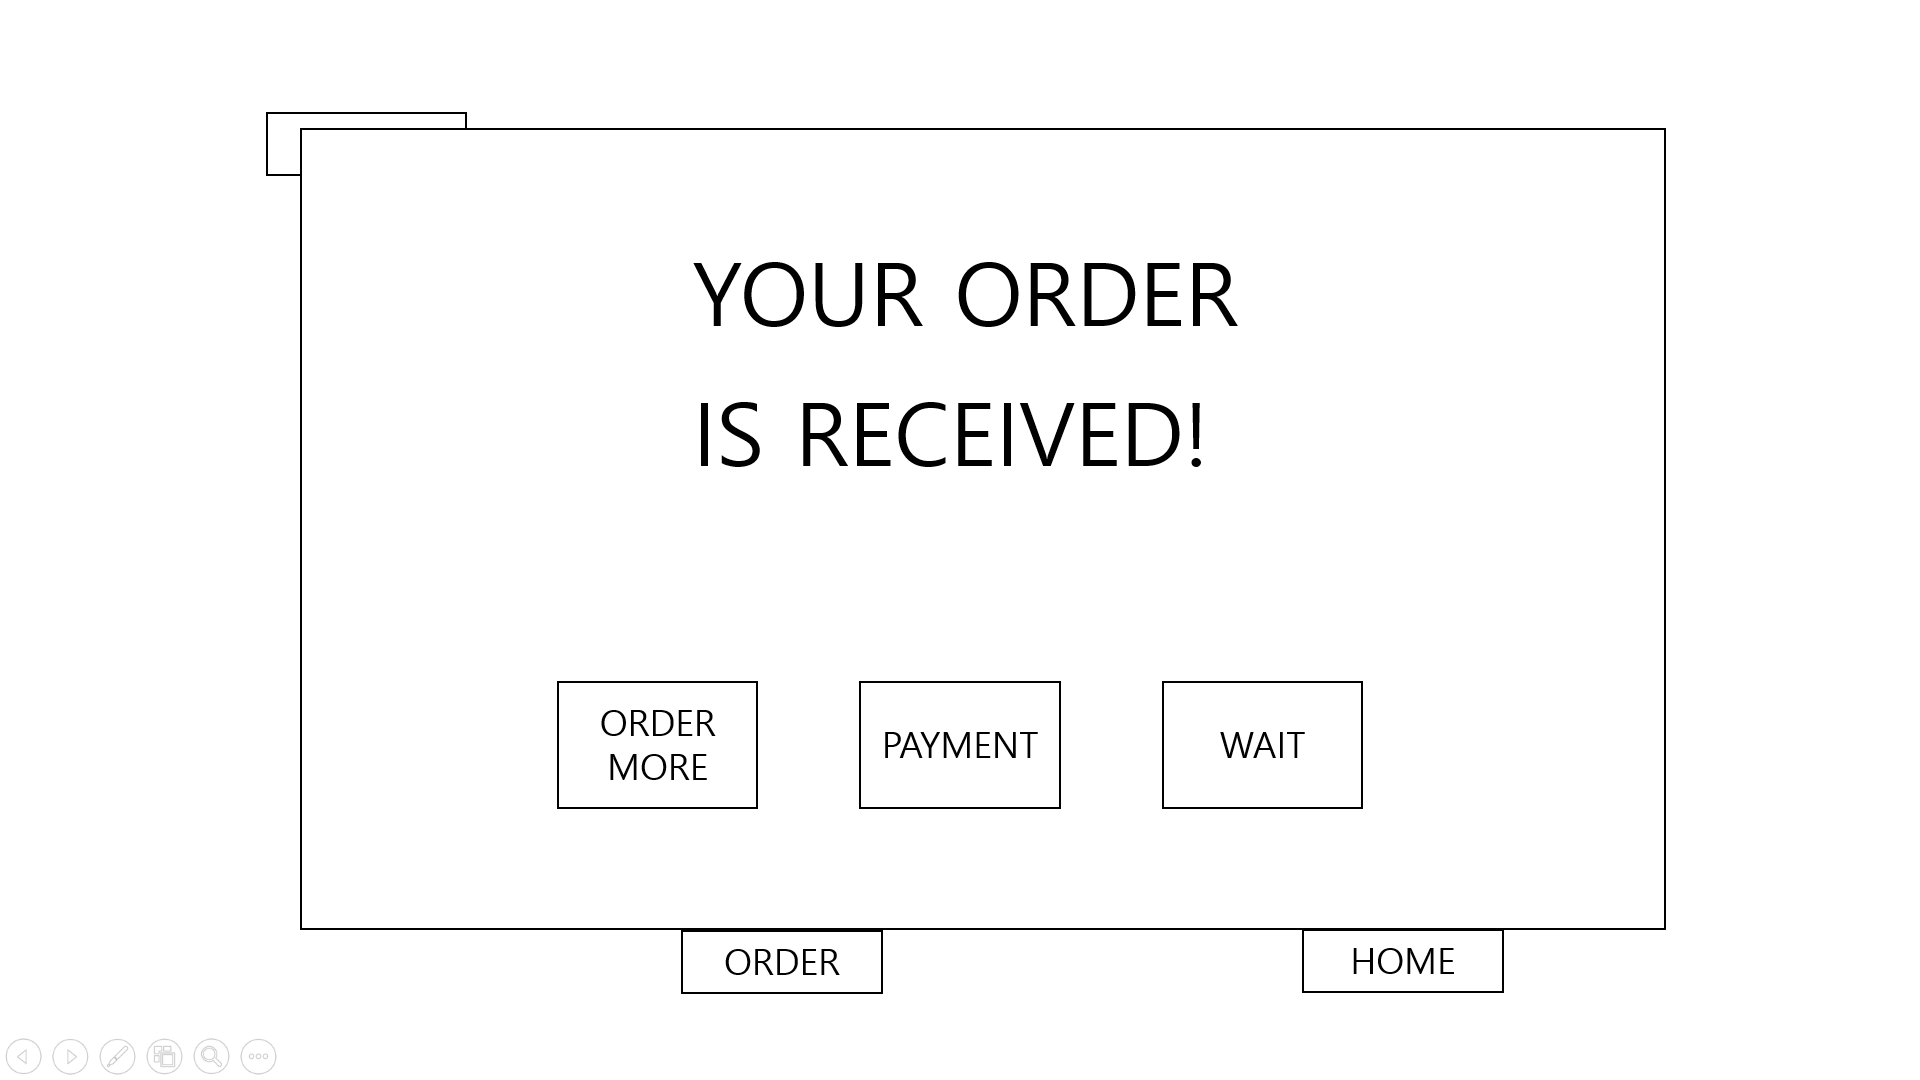 YOUR ORDER
IS RECEIVED!
ORDER
MORE
PAYMENT
WAIT
ORDER
HOME